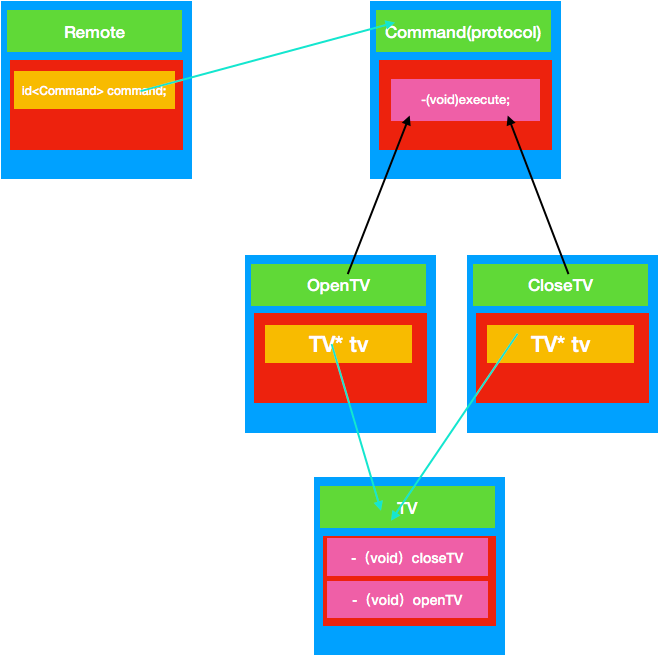 Remote
Command(protocol)
id<Command> command;
-(void)execute;
OpenTV
CloseTV
TV* tv
TV* tv
TV
-（void）closeTV
-（void）openTV